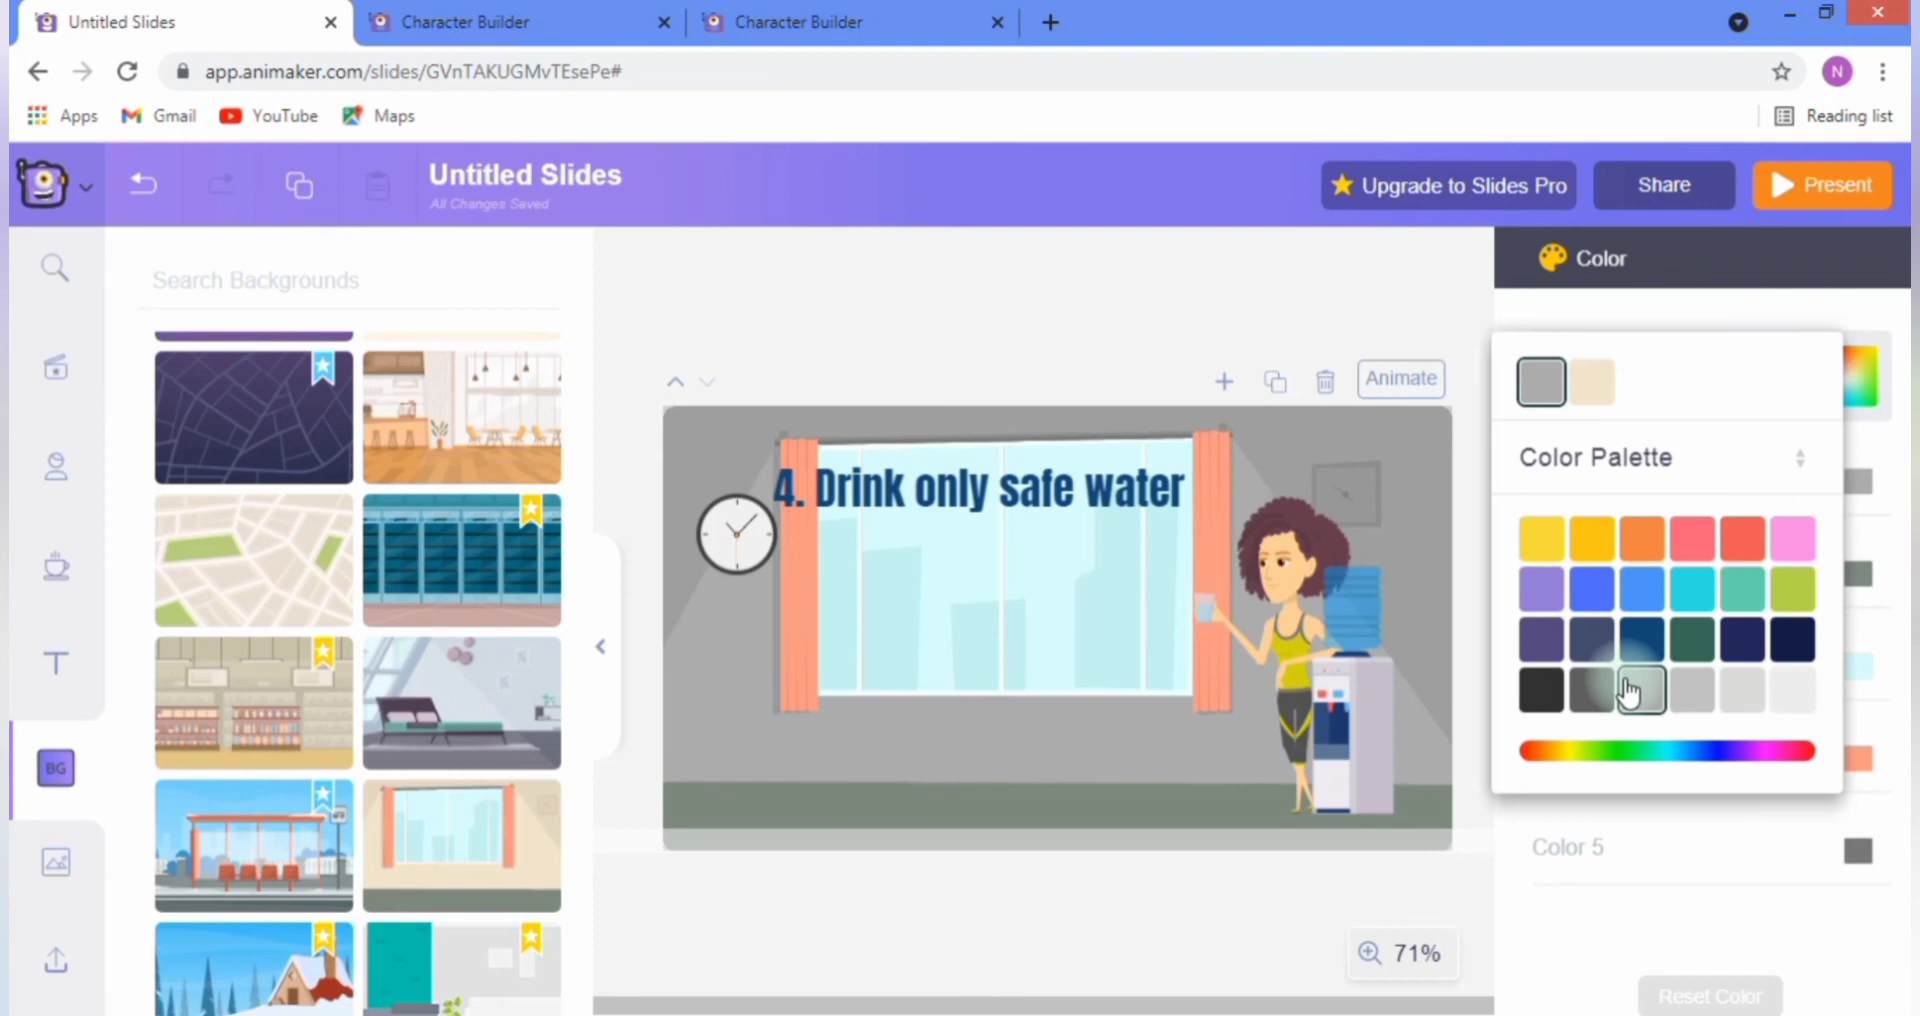 Untitled Slides
Character Builder
Character Builder
app.animaker.com/slides/GVnTAKUGMvTEsePe#
N
Apps
Gmail
YouTube
Maps
Reading list
Untitled Slides
All Changes Saved
Upgrade to Slides Pro
Share
Present
Search Backgrounds
Color
Animate
Color Palette
4. Drink only safe water
T
BG
Color 5
71%
Reset Color